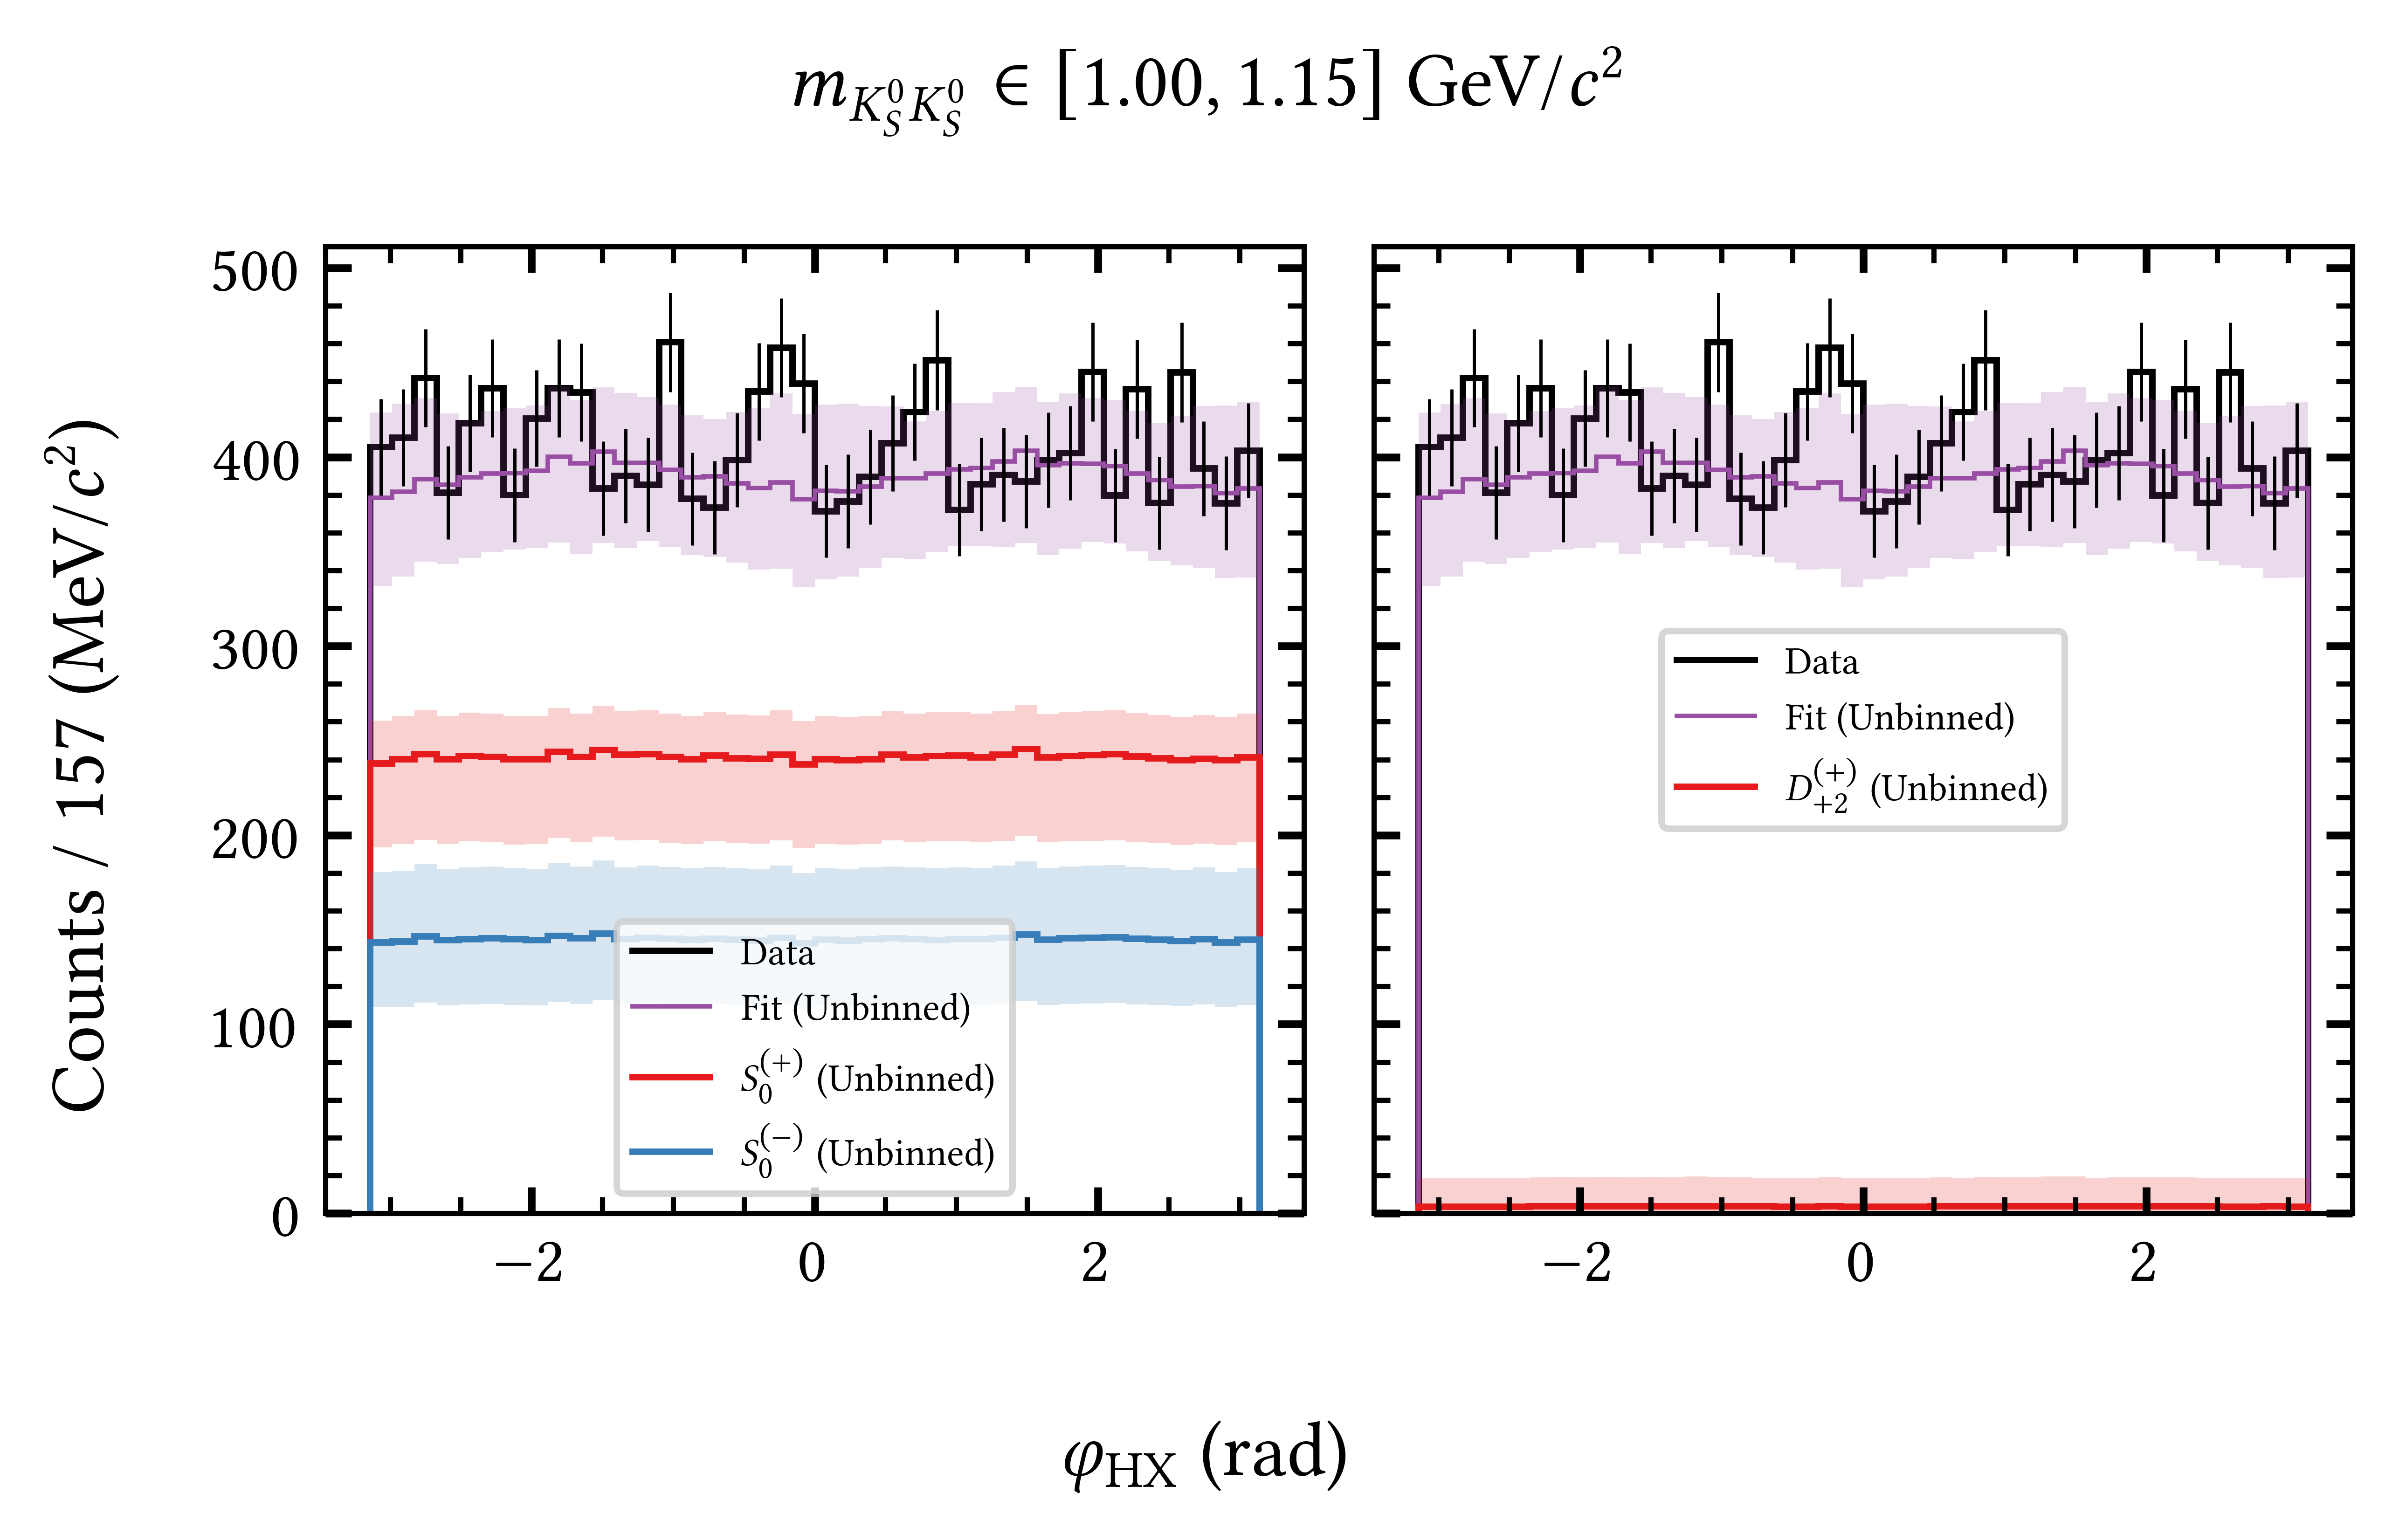 m_{K_S^0 K_S^0} ∈ [1.00, 1.15] GeV/c²
Counts / 157 (MeV/c²)
500
400
300
200
100
0
Data
Fit (Unbinned)
S_0^{(+)} (Unbinned)
S_0^{(−)} (Unbinned)
−2 0 2
Data
Fit (Unbinned)
D_{+2}^{(+)} (Unbinned)
−2 0 2
φ_{HX} (rad)